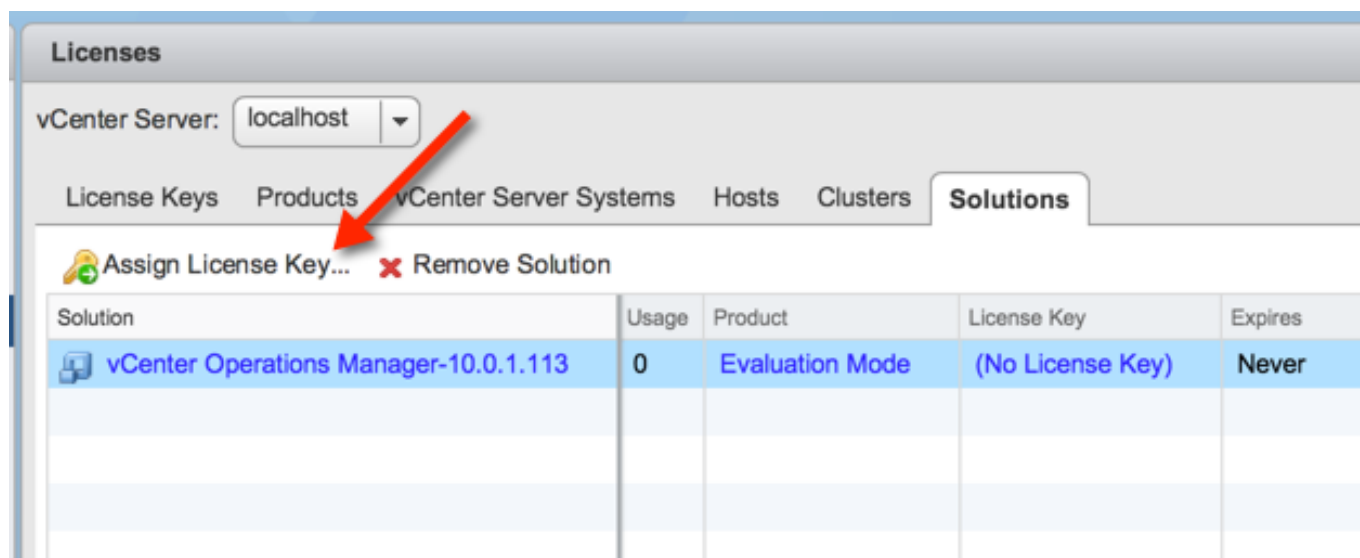 Licenses
vCenter Server: localhost
License Keys Products vCenter Server Systems Hosts Clusters Solutions
Assign License Key... Remove Solution
Solution Usage Product License Key Expires
vCenter Operations Manager-10.0.1.113 0 Evaluation Mode (No License Key) Never